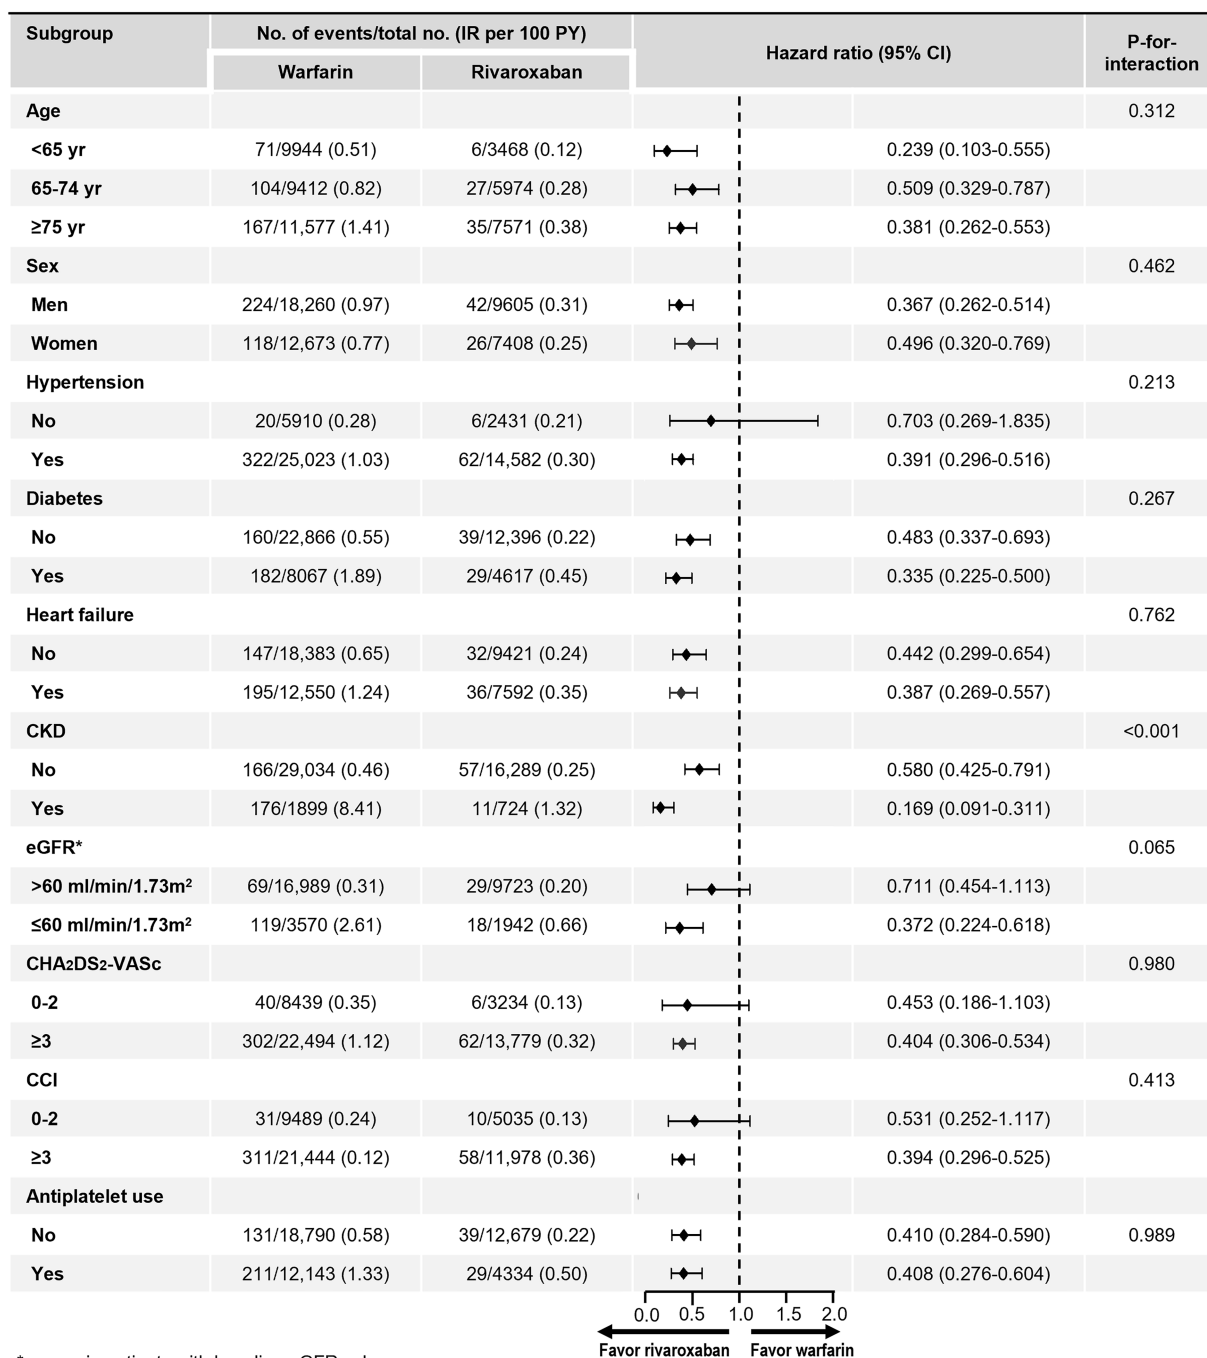 Subgroup No. of events/total no. (IR per 100 PY) Hazard ratio (95% CI) P-for-interaction
Warfarin Rivaroxaban
Age 0.312
<65 yr 71/9944 (0.51) 6/3468 (0.12) 0.239 (0.103-0.555)
65-74 yr 104/9412 (0.82) 27/5974 (0.28) 0.509 (0.329-0.787)
≥75 yr 167/11,577 (1.41) 35/7571 (0.38) 0.381 (0.262-0.553)
Sex 0.462
Men 224/18,260 (0.97) 42/9605 (0.31) 0.367 (0.262-0.514)
Women 118/12,673 (0.77) 26/7408 (0.25) 0.496 (0.320-0.769)
Hypertension 0.213
No 20/5910 (0.28) 6/2431 (0.21) 0.703 (0.269-1.835)
Yes 322/25,023 (1.03) 62/14,582 (0.30) 0.391 (0.296-0.516)
Diabetes 0.267
No 160/22,866 (0.55) 39/12,396 (0.22) 0.483 (0.337-0.693)
Yes 182/8067 (1.89) 29/4617 (0.45) 0.335 (0.225-0.500)
Heart failure 0.762
No 147/18,383 (0.65) 32/9421 (0.24) 0.442 (0.299-0.654)
Yes 195/12,550 (1.24) 36/7592 (0.35) 0.387 (0.269-0.557)
CKD <0.001
No 166/29,034 (0.46) 57/16,289 (0.25) 0.580 (0.425-0.791)
Yes 176/1899 (8.41) 11/724 (1.32) 0.169 (0.091-0.311)
eGFR* 0.065
>60 ml/min/1.73m² 69/16,989 (0.31) 29/9723 (0.20) 0.711 (0.454-1.113)
≤60 ml/min/1.73m² 119/3570 (2.61) 18/1942 (0.66) 0.372 (0.224-0.618)
CHA₂DS₂-VASc 0.980
0-2 40/8439 (0.35) 6/3234 (0.13) 0.453 (0.186-1.103)
≥3 302/22,494 (1.12) 62/13,779 (0.32) 0.404 (0.306-0.534)
CCI 0.413
0-2 31/9489 (0.24) 10/5035 (0.13) 0.531 (0.252-1.117)
≥3 311/21,444 (0.12) 58/11,978 (0.36) 0.394 (0.296-0.525)
Antiplatelet use
No 131/18,790 (0.58) 39/12,679 (0.22) 0.410 (0.284-0.590) 0.989
Yes 211/12,143 (1.33) 29/4334 (0.50) 0.408 (0.276-0.604)
0.0 0.5 1.0 1.5 2.0
Favor rivaroxaban Favor warfarin